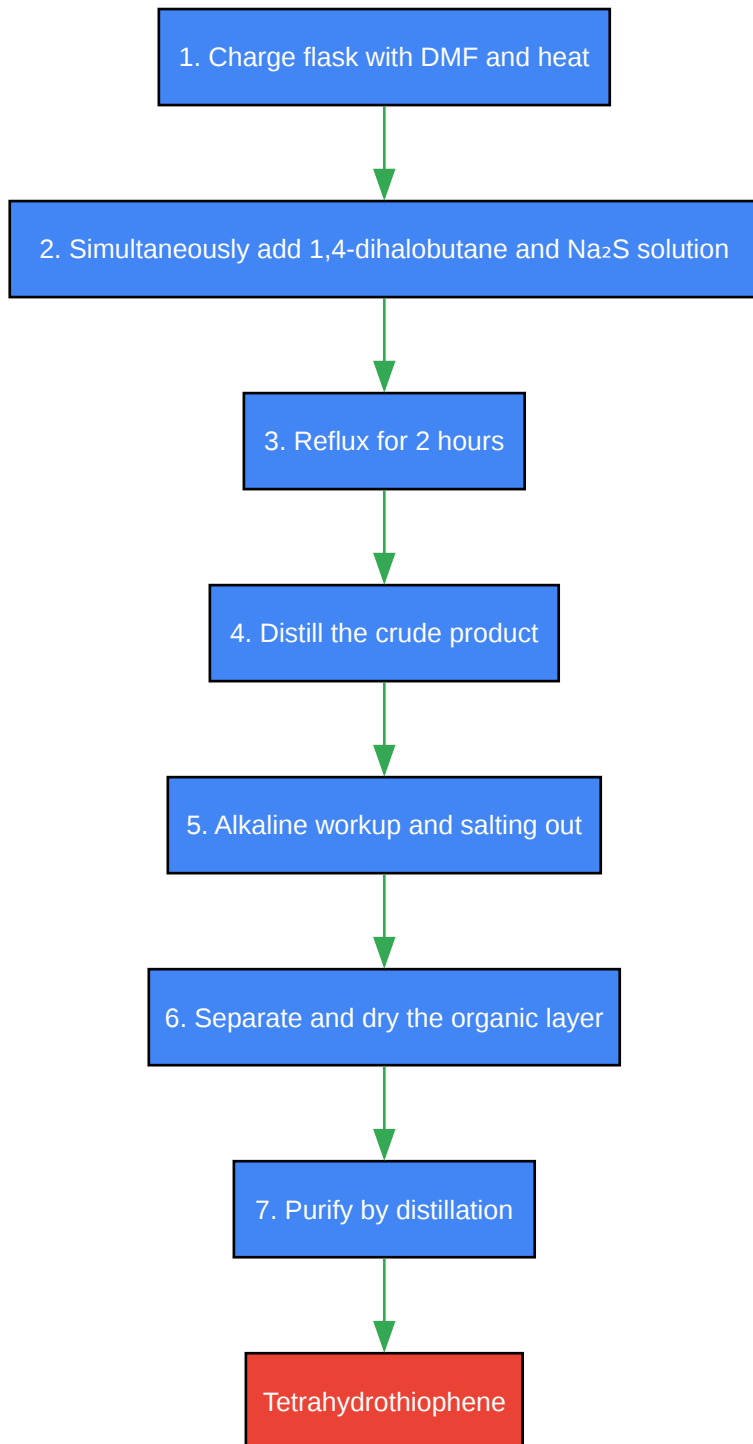 1. Charge flask with DMF and heat
2. Simultaneously add 1,4-dihalobutane and Na₂S solution
3. Reflux for 2 hours
4. Distill the crude product
5. Alkaline workup and salting out
6. Separate and dry the organic layer
7. Purify by distillation
Tetrahydrothiophene